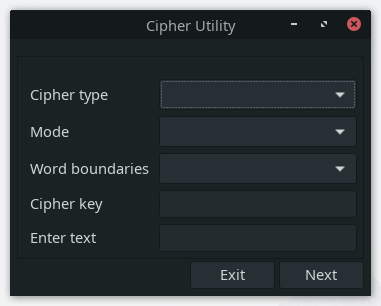 Cipher Utility
Cipher type
Mode
Word boundaries
Cipher key
Enter text
Exit Next